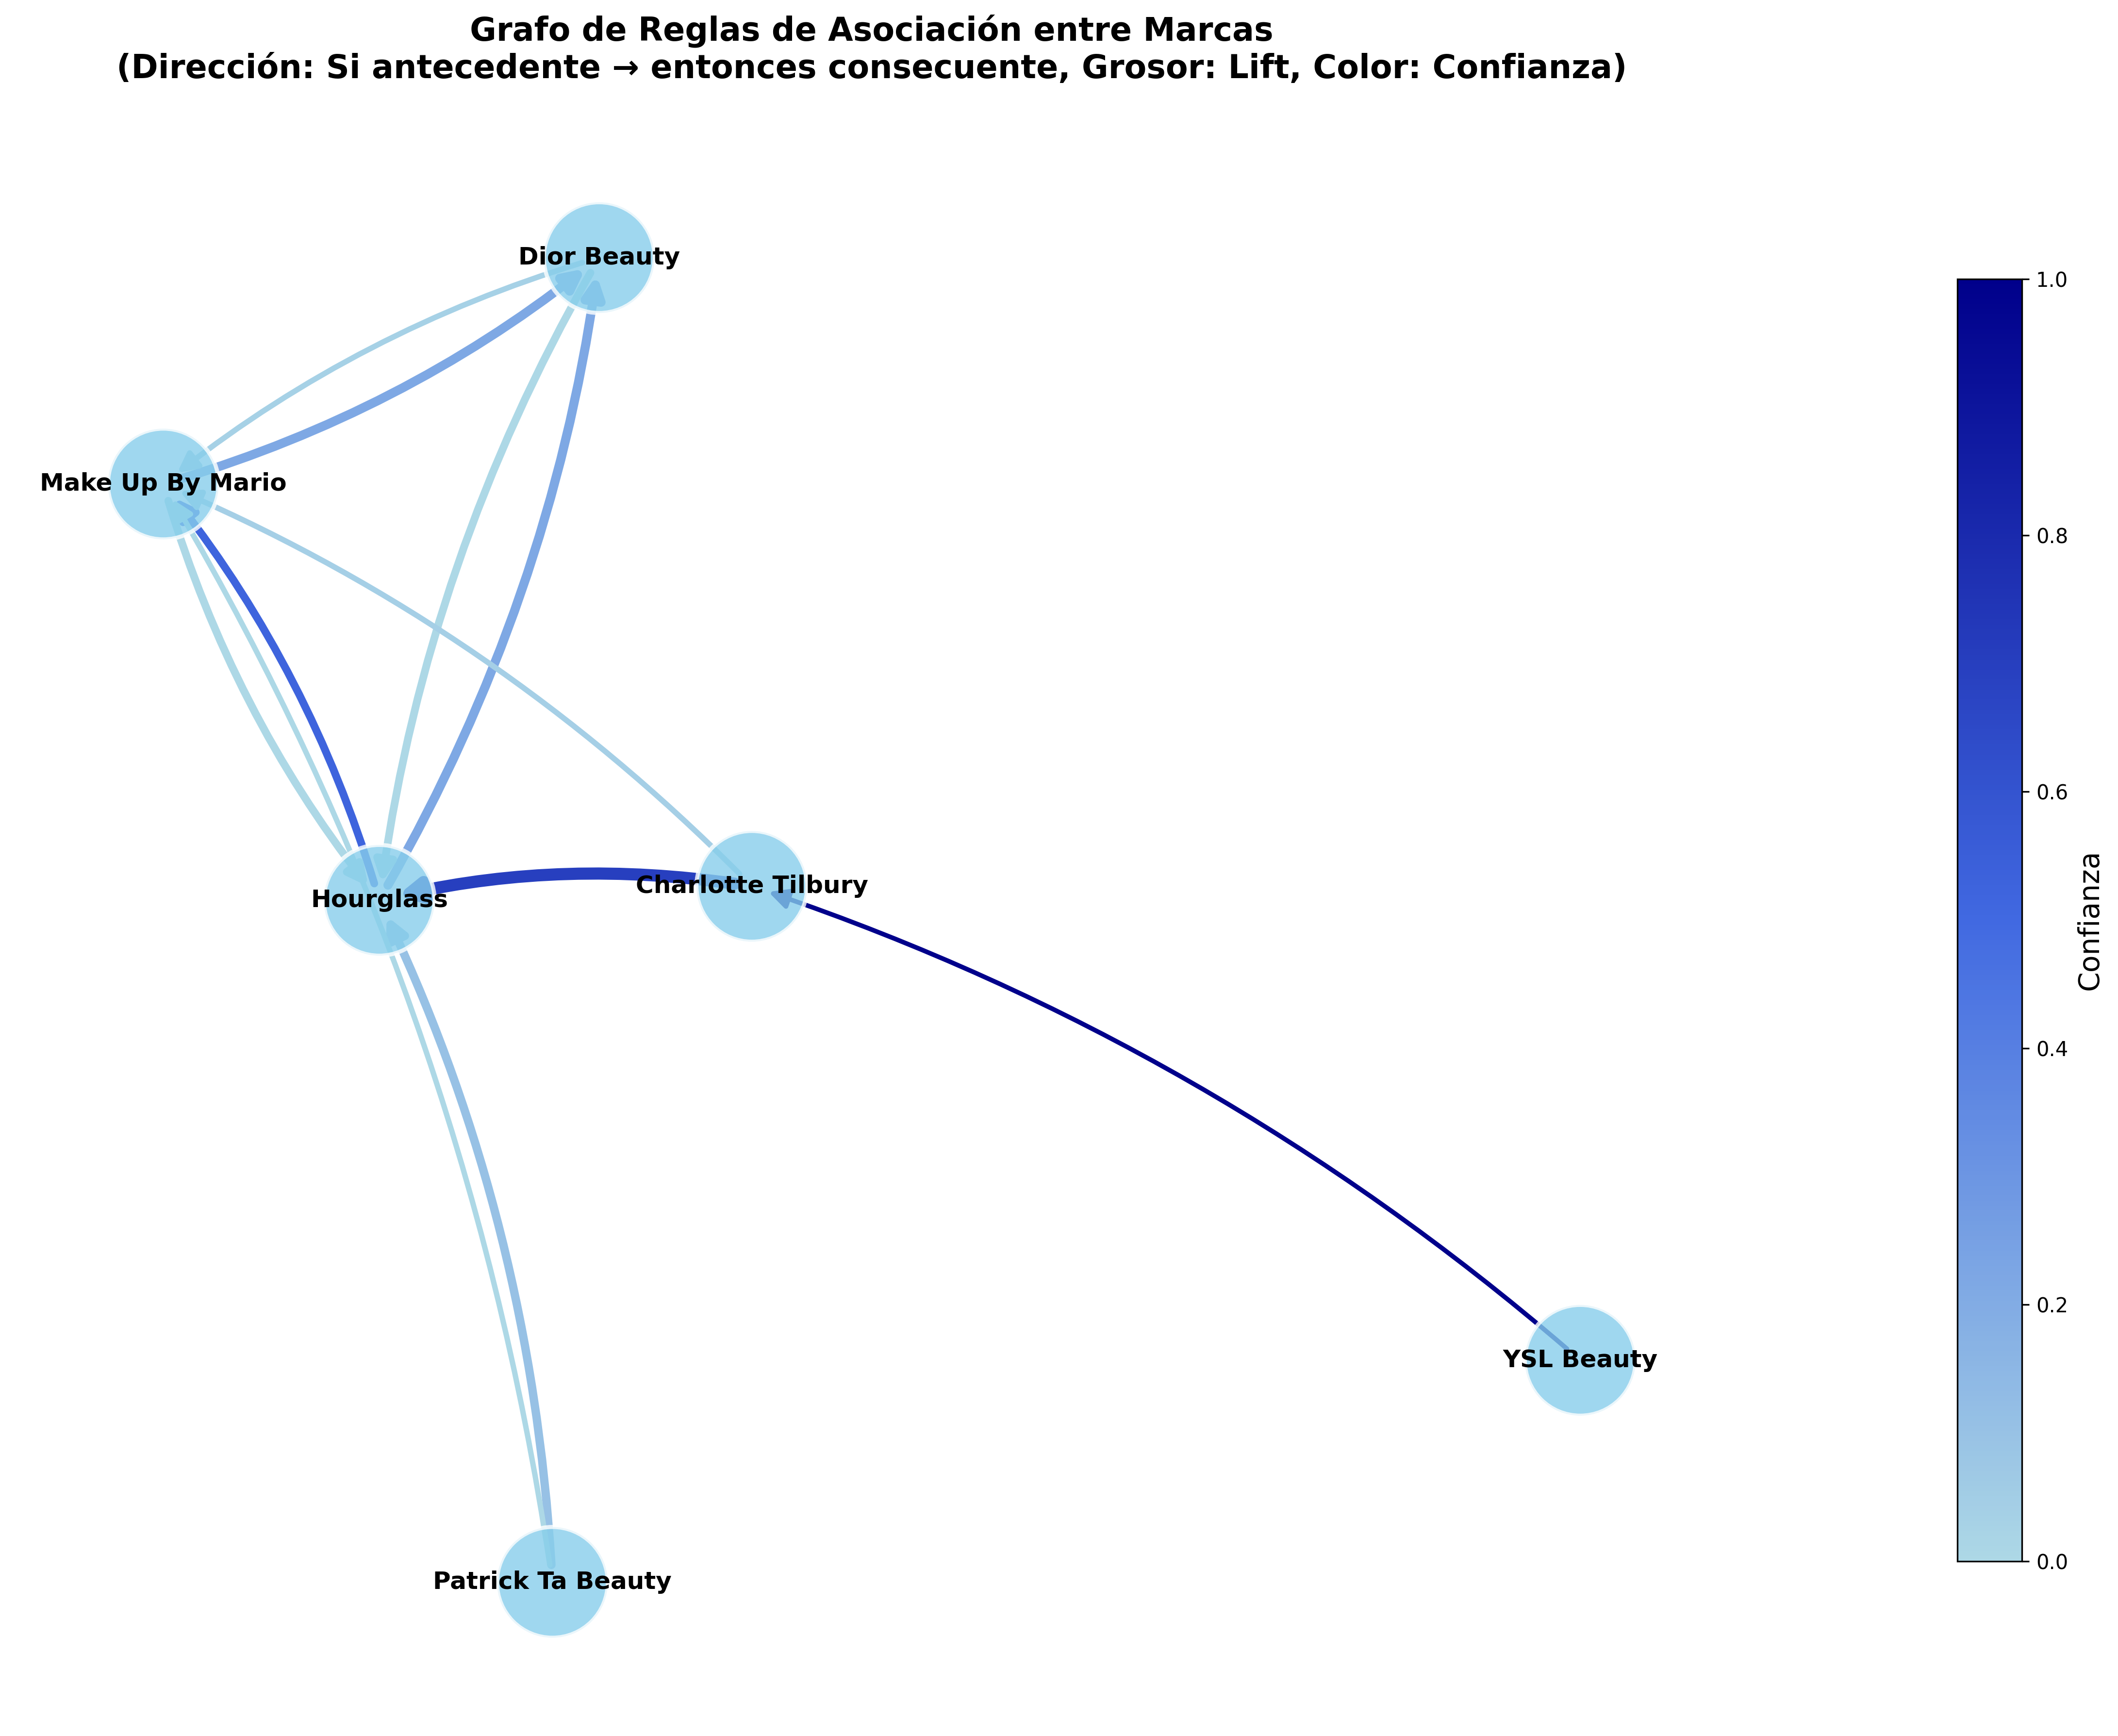 Grafo de Reglas de Asociación entre Marcas
(Dirección: Si antecedente → entonces consecuente, Grosor: Lift, Color: Confianza)
Dior Beauty
Make Up By Mario
Hourglass
Charlotte Tilbury
YSL Beauty
Patrick Ta Beauty
1.0
0.8
0.6
0.4
0.2
0.0
Confianza